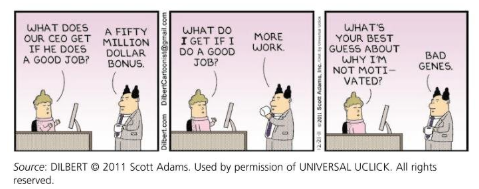 WHAT DOES
OUR CEO GET
IF HE DOES
A GOOD JOB?
A FIFTY
MILLION
DOLLAR
BONUS.
Dilbert.com DilbertCartoonist@gmail.com
WHAT DO
I GET IF I
DO A GOOD
JOB?
MORE
WORK.
©2011 Scott Adams, Inc.
WHAT'S
YOUR BEST
GUESS ABOUT
WHY I'M
NOT MOTI-
VATED?
BAD
GENES.
Source: DILBERT © 2011 Scott Adams. Used by permission of UNIVERSAL UCLICK. All rights
reserved.